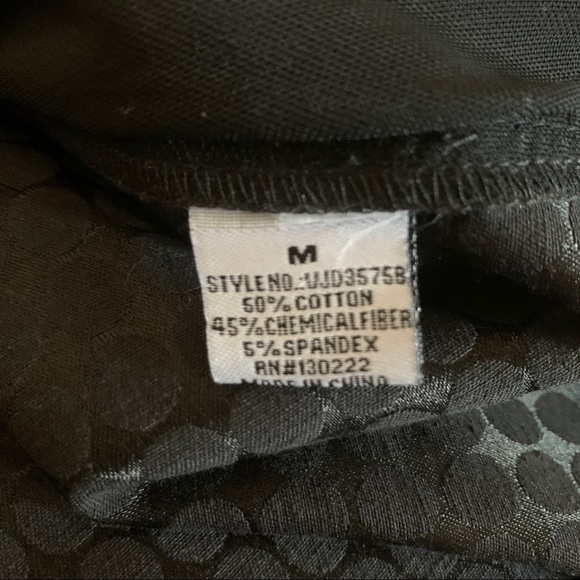 M
STYLENO.:UJD3575B
50%COTTON
45%CHEMICALFIBER
5%SPANDEX
RN#130222
MADE IN CHINA